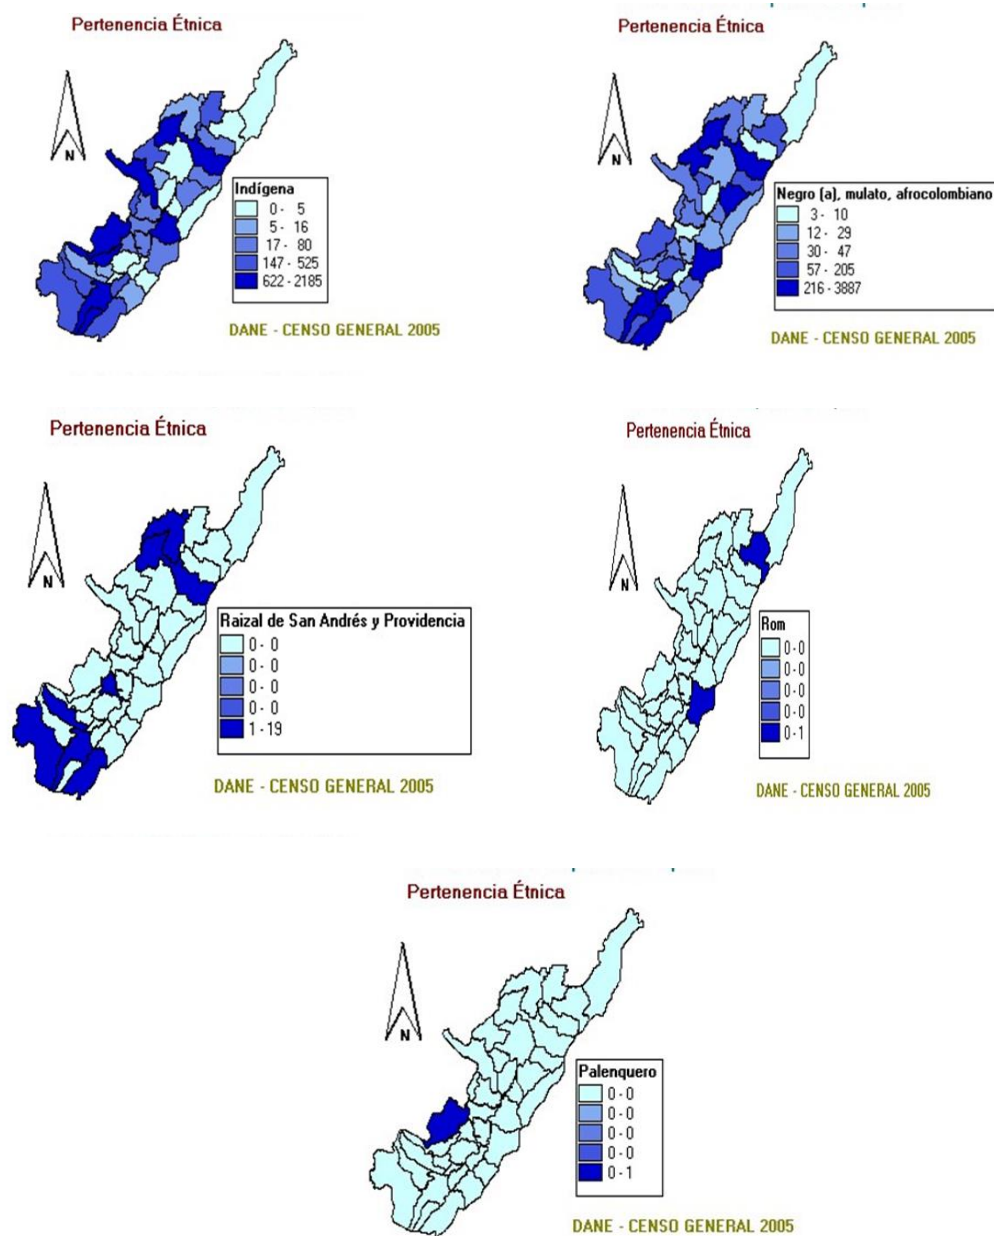 Pertenencia Étnica
N
Indígena
0 - 5
5 - 16
17 - 80
147 - 525
622 - 2185
DANE - CENSO GENERAL 2005
Pertenencia Étnica
N
Negro (a), mulato, afrocolombiano
3 - 10
12 - 29
30 - 47
57 - 205
216 - 3887
DANE - CENSO GENERAL 2005
Pertenencia Étnica
N
Raizal de San Andrés y Providencia
0 - 0
0 - 0
0 - 0
0 - 0
1 - 19
DANE - CENSO GENERAL 2005
Pertenencia Étnica
N
Rom
0 - 0
0 - 0
0 - 0
0 - 0
0 - 1
DANE - CENSO GENERAL 2005
Pertenencia Étnica
N
Palenquero
0 - 0
0 - 0
0 - 0
0 - 0
0 - 1
DANE - CENSO GENERAL 2005